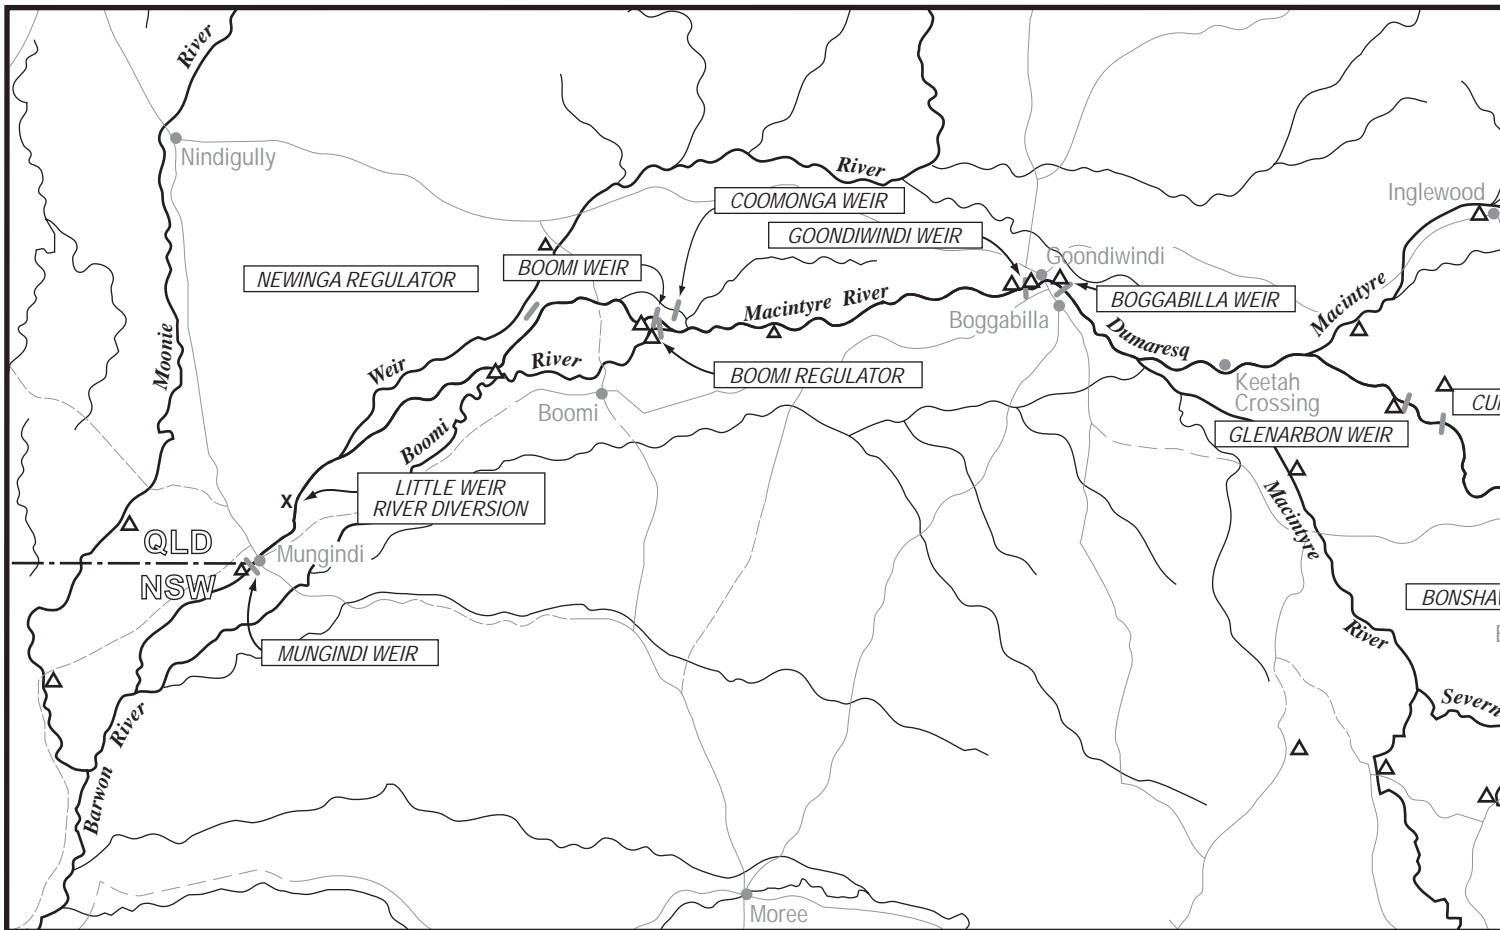 River
Nindigully
River
COOMONGA WEIR
Inglewood
GOONDIWINDI WEIR
BOOMI WEIR
NEWINGA REGULATOR
Goondiwindi
BOGGABILLA WEIR
Macintyre River
Macintyre
Boggabilla
Dumaresq
Moonie
Weir
River
BOOMI REGULATOR
Keetah
Crossing
Boomi
Boomi
GLENARBON WEIR
LITTLE WEIR
RIVER DIVERSION
X
Macintyre
QLD
Mungindi
NSW
River
MUNGINDI WEIR
Severn
River
Barwon
Moree